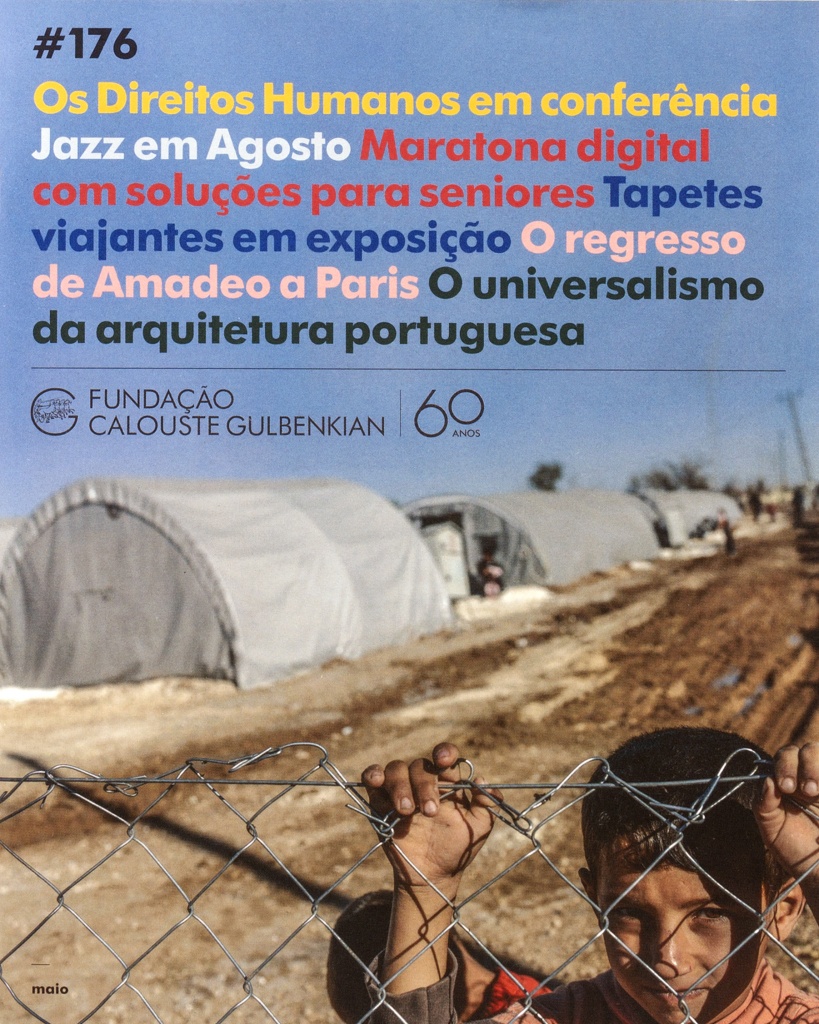 #176
Os Direitos Humanos em conferência
Jazz em Agosto Maratona digital
com soluções para seniores Tapetes
viajantes em exposição O regresso
de Amadeo a Paris O universalismo
da arquitetura portuguesa
FUNDAÇÃO
CALOUSTE GULBENKIAN
60
ANOS
maio